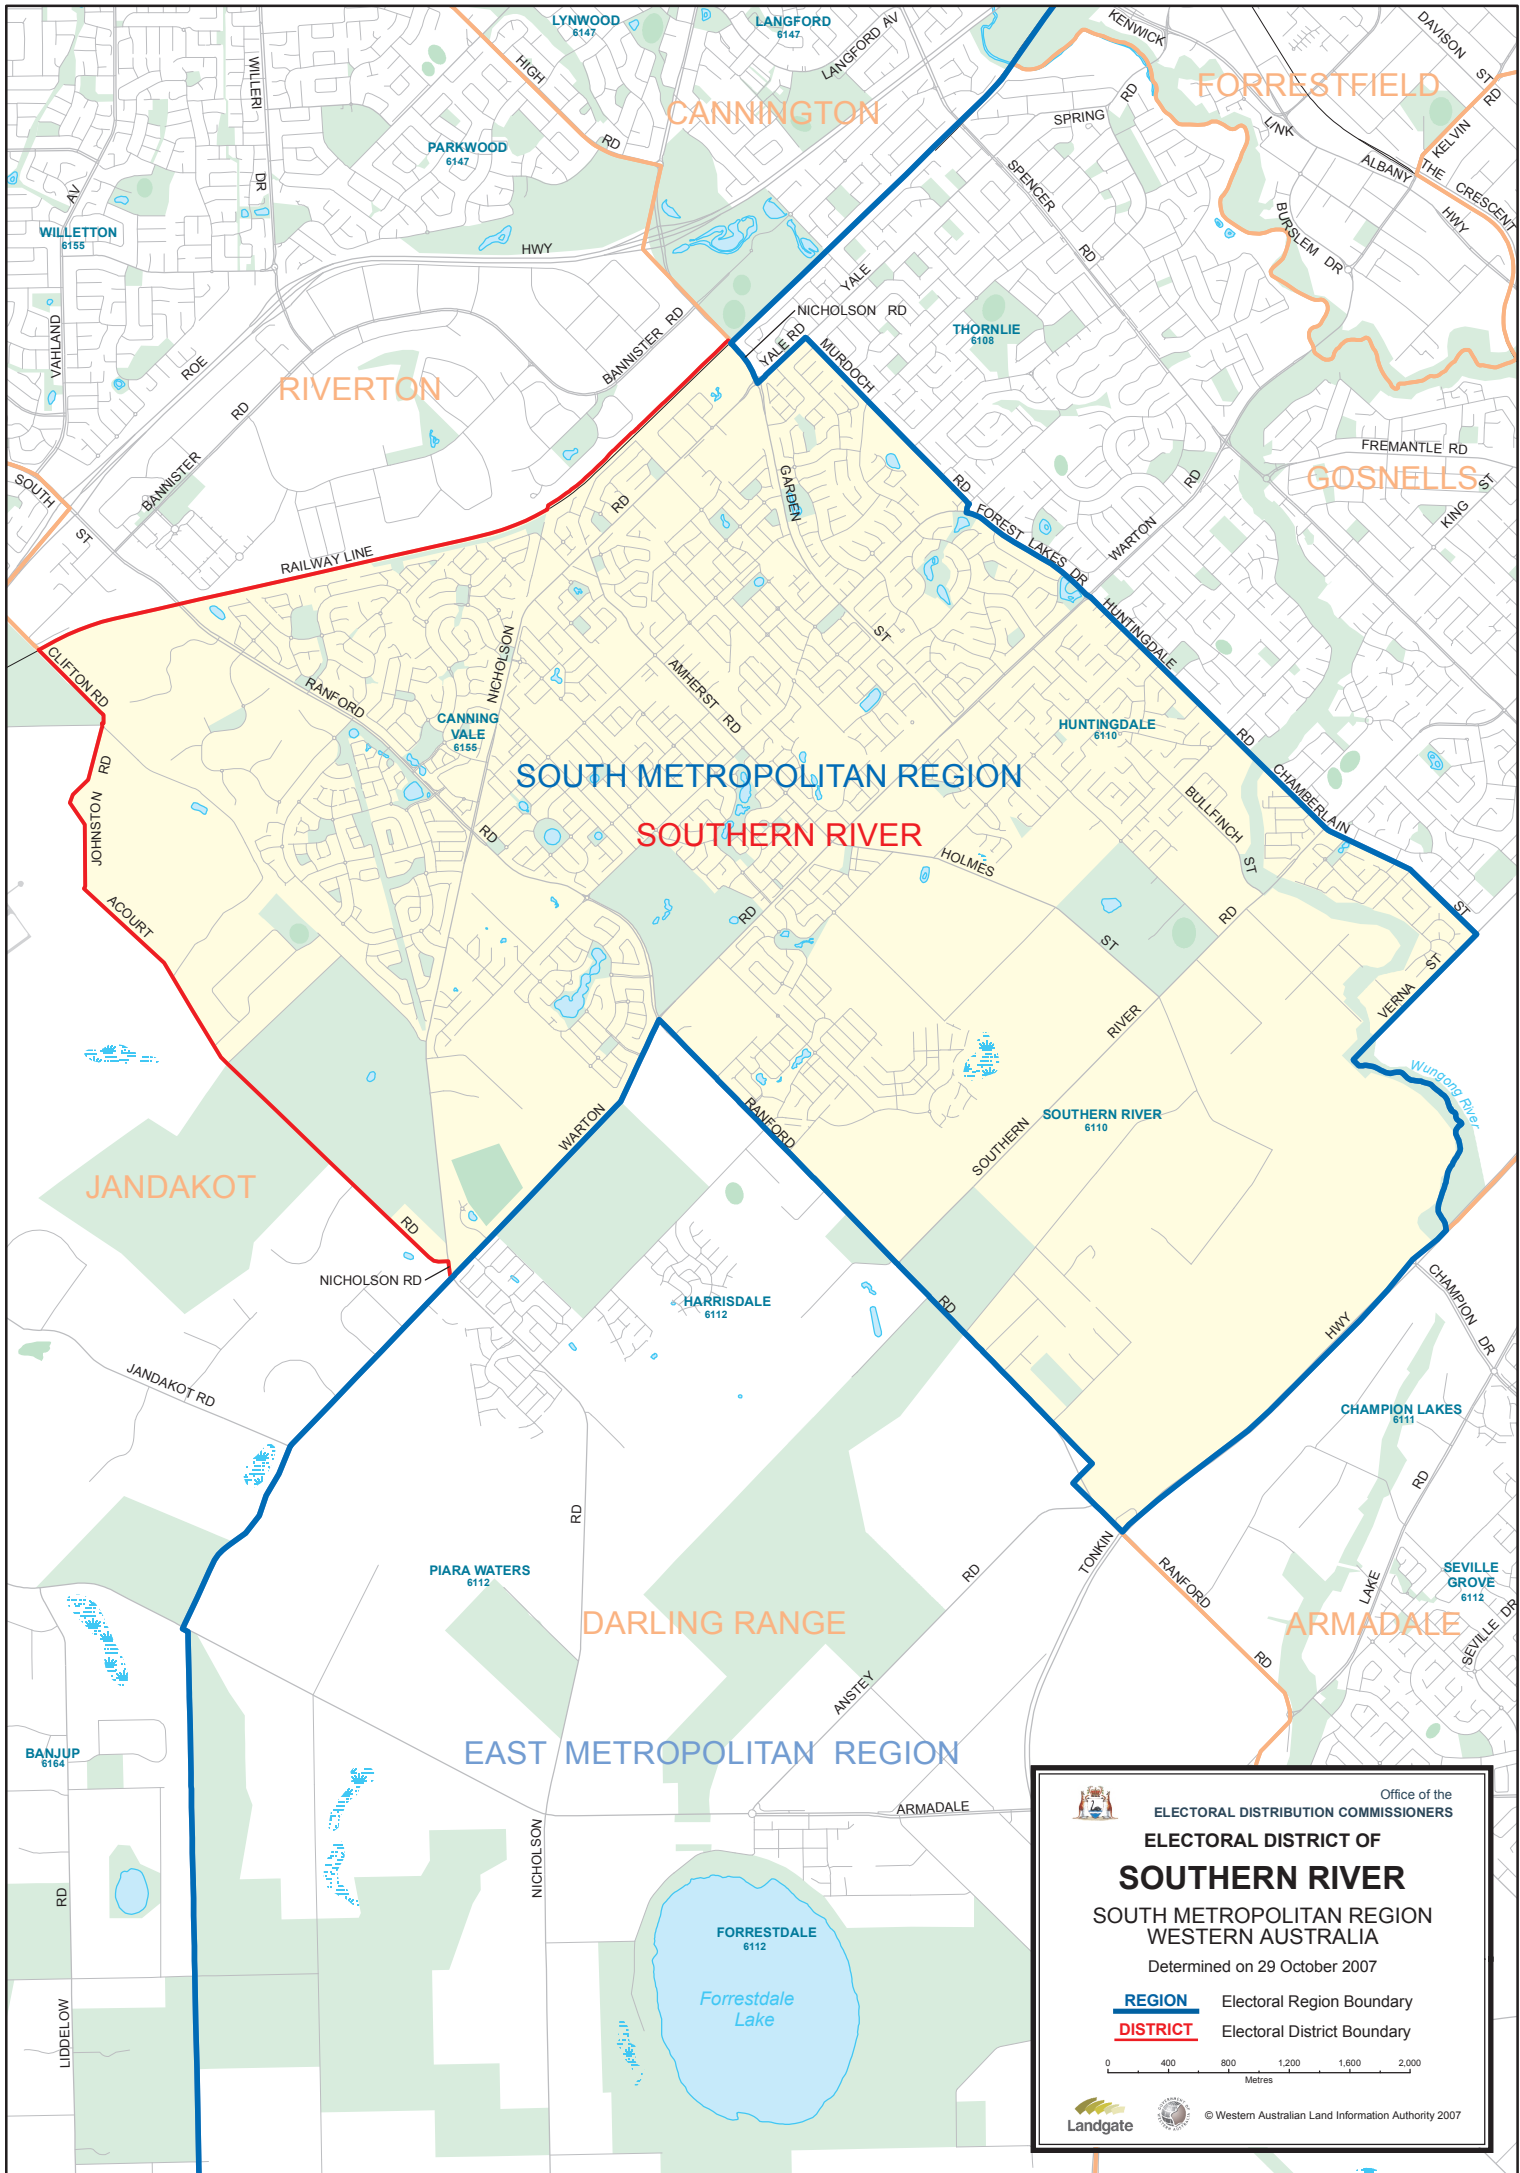 LYNWOOD
6147
LANGFORD
6147
LANGFORD AV
KENWICK
DAVISON ST
HIGH
RD
WILLERI
DR
CANNINGTON
FORRESTFIELD
SPRING RD
LINK
KELVIN RD
PARKWOOD
6147
ALBANY
HWY
THE CRESCENT
SPENCER
RD
AV
WILLETTON
6155
HWY
BURSLEM DR
YALE
NICHOLSON RD
THORNLIE
6108
VAHLAND
ROE
BANNISTER RD
YALE RD
MURDOCH
RIVERTON
BANNISTER
RD
FREMANTLE RD
GOSNELLS
KING ST
SOUTH
ST
GARDEN
RD
RD
RD
WARTON
FOREST LAKES DR
RAILWAY LINE
HUNTINGDALE
ST
CLIFTON RD
RANFORD
NICHOLSON
AMHERST RD
CANNING
VALE
6155
HUNTINGDALE
6110
RD
JOHNSTON RD
SOUTH METROPOLITAN REGION
CHAMBERLAIN
BULLFINCH
ST
SOUTHERN RIVER
RD
HOLMES
ST
ACOURT
RD
RD
ST
ST
VERNA
RIVER
Wungong River
WARTON
RANFORD
SOUTHERN
SOUTHERN RIVER
6110
JANDAKOT
RD
NICHOLSON RD
HARRISDALE
6112
RD
HWY
CHAMPION DR
JANDAKOT RD
CHAMPION LAKES
6111
RD
RD
TONKIN
PIARA WATERS
6112
RD
RANFORD
RD
LAKE
SEVILLE
GROVE
6112
SEVILLE DR
DARLING RANGE
ARMADALE
ANSTEY
BANJUP
6164
EAST METROPOLITAN REGION
ARMADALE
NICHOLSON
RD
LIDDELOW
FORRESTDALE
6112
Forrestdale
Lake
Office of the
ELECTORAL DISTRIBUTION COMMISSIONERS
ELECTORAL DISTRICT OF
SOUTHERN RIVER
SOUTH METROPOLITAN REGION
WESTERN AUSTRALIA
Determined on 29 October 2007
REGION Electoral Region Boundary
DISTRICT Electoral District Boundary
0 400 800 1,200 1,600 2,000
Metres
Landgate
© Western Australian Land Information Authority 2007